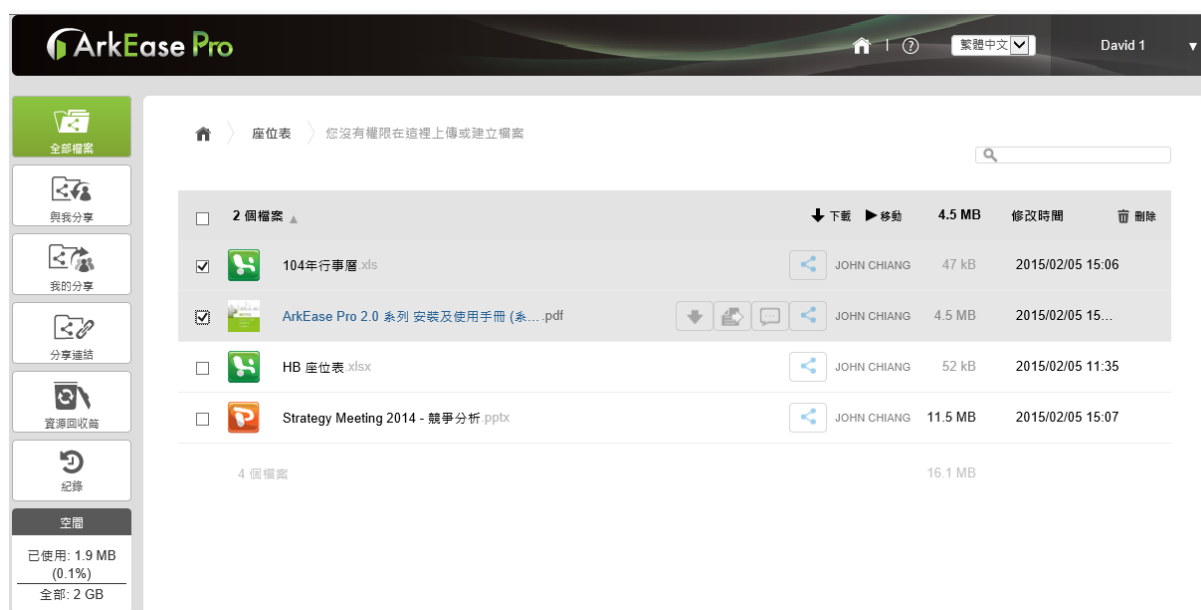 ArkEase Pro
繁體中文
David 1
全部檔案
與我分享
我的分享
分享連結
資源回收筒
紀錄
空間
已使用: 1.9 MB
(0.1%)
全部: 2 GB
座位表 您沒有權限在這裡上傳或建立檔案
2 個檔案 下載 移動 4.5 MB 修改時間 刪除
104年行事曆.xls JOHN CHIANG 47 kB 2015/02/05 15:06
ArkEase Pro 2.0 系列 安裝及使用手冊 (系....pdf JOHN CHIANG 4.5 MB 2015/02/05 15...
HB 座位表.xlsx JOHN CHIANG 52 kB 2015/02/05 11:35
Strategy Meeting 2014 - 競爭分析.pptx JOHN CHIANG 11.5 MB 2015/02/05 15:07
4 個檔案 16.1 MB